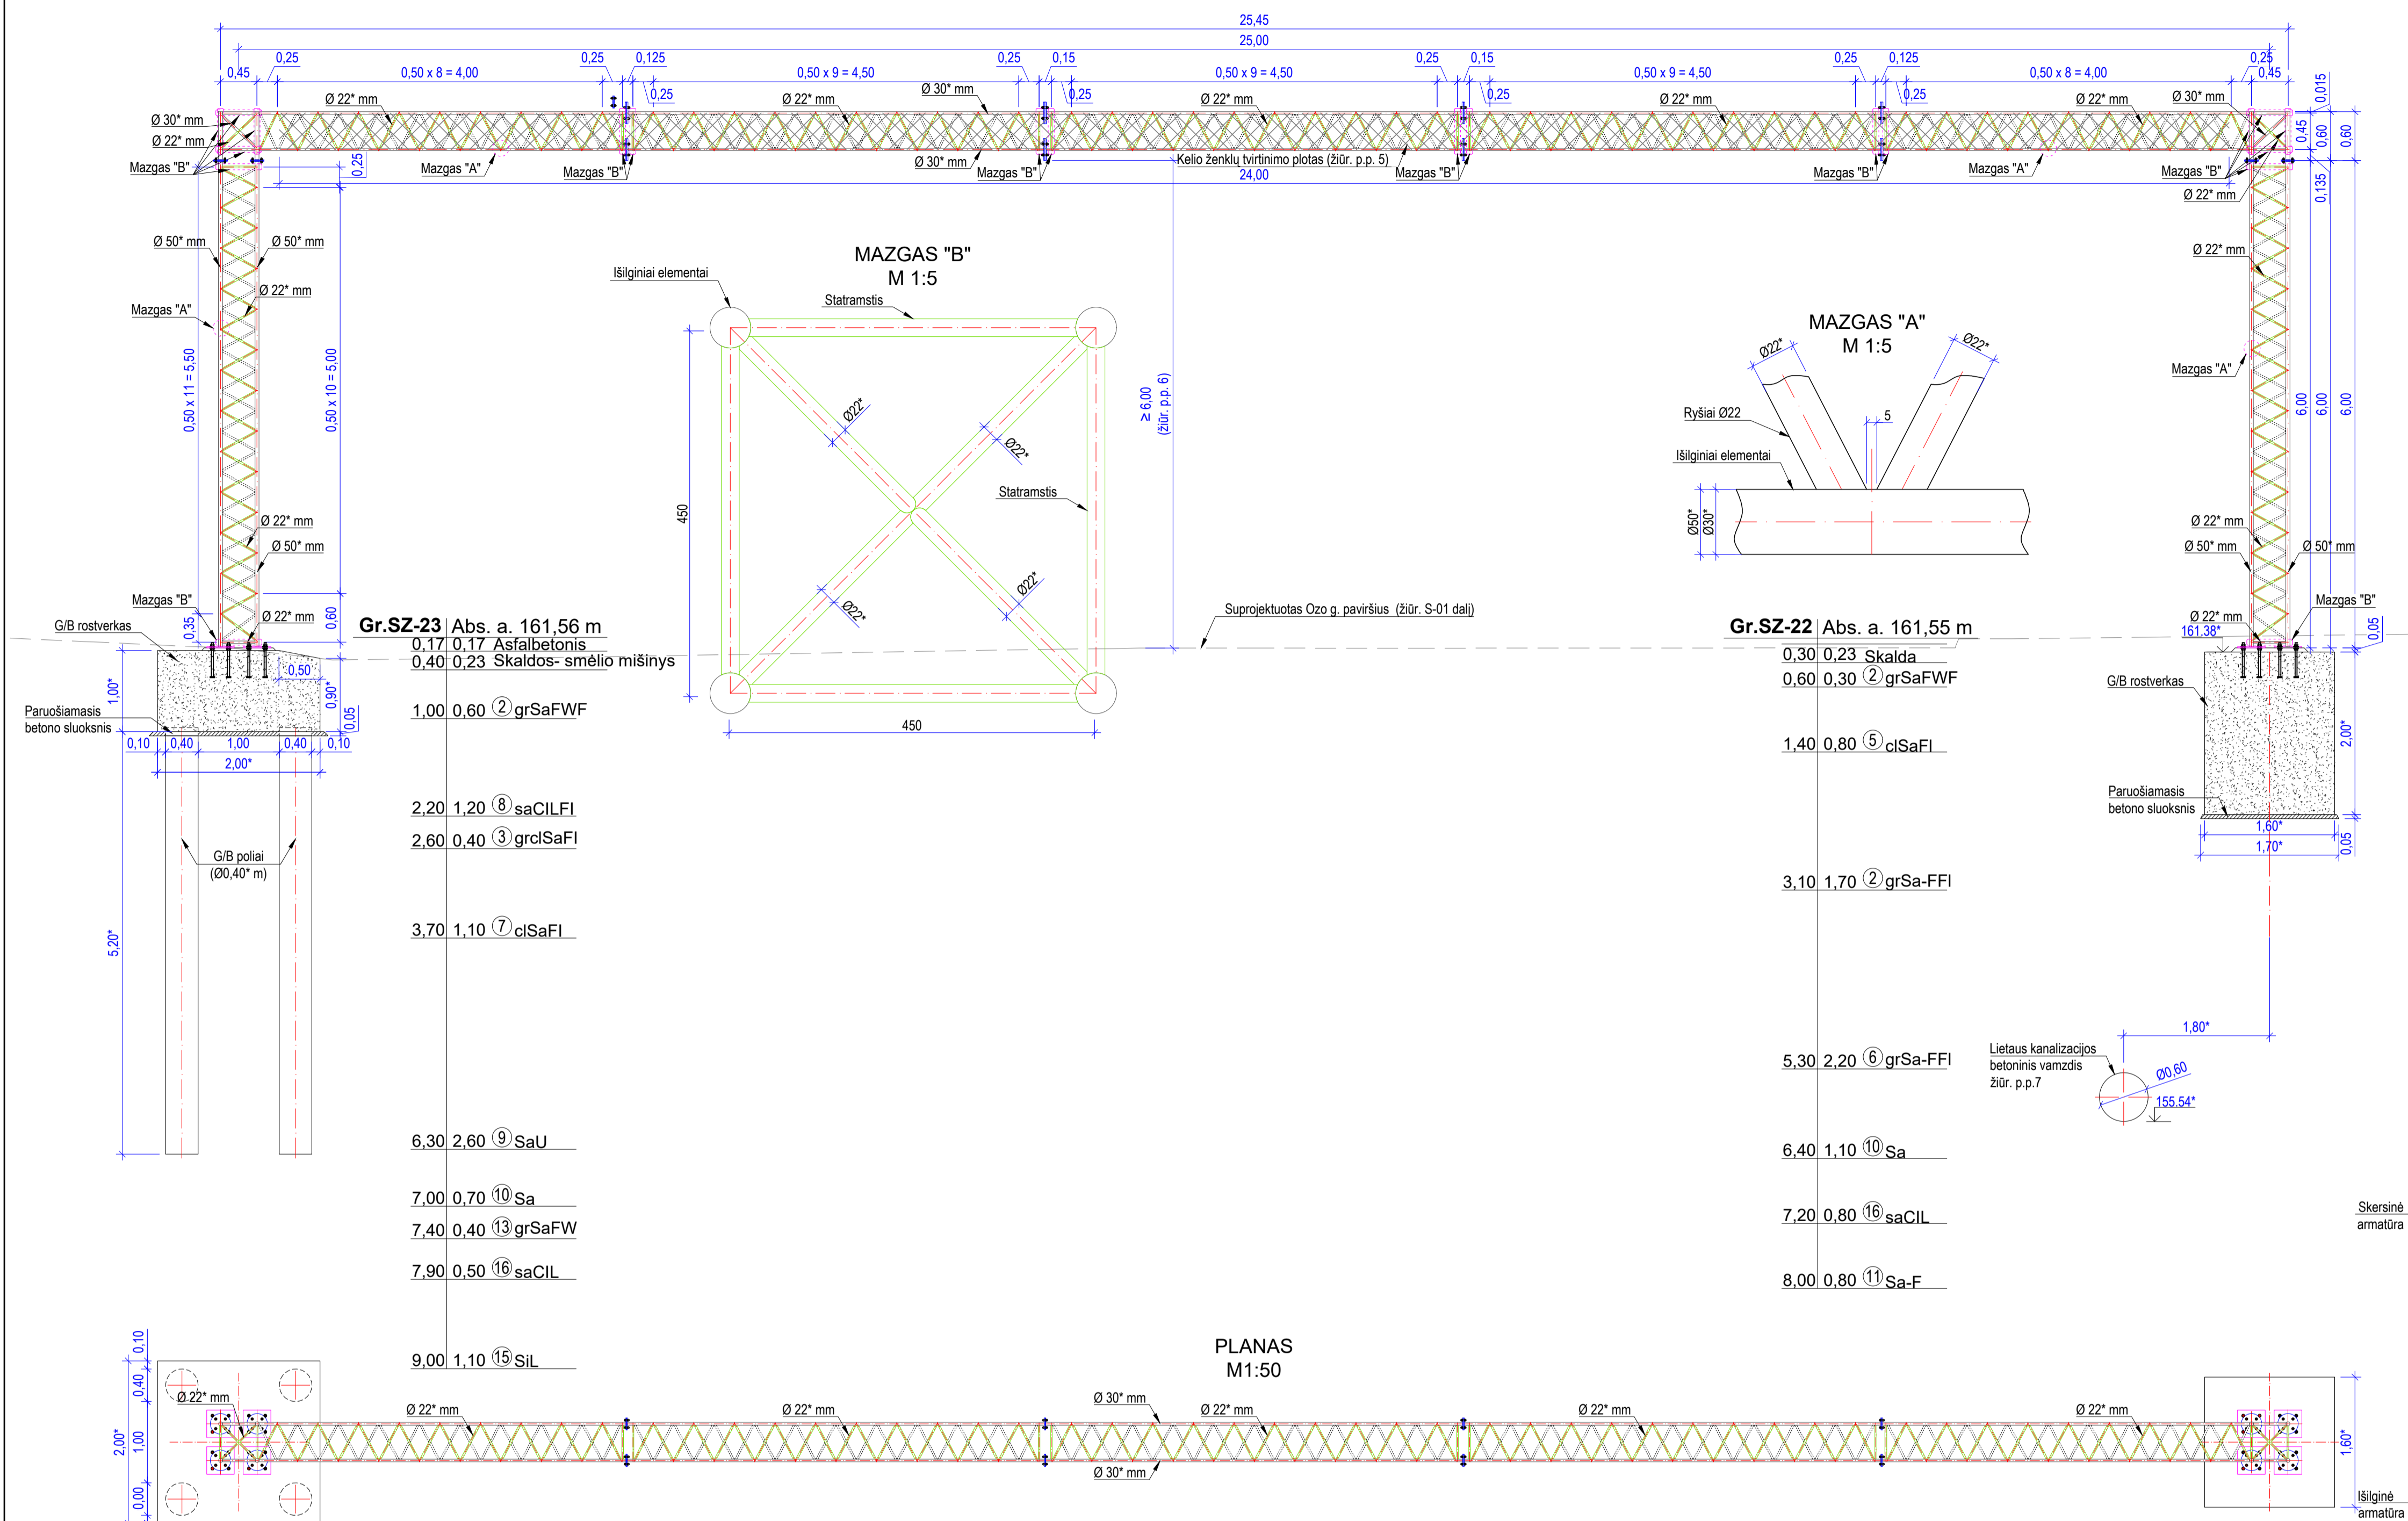 25,45
25,00
0,45
0,25
0,50 x 8 = 4,00
0,25
0,125
0,25
0,50 x 9 = 4,50
0,25
0,15
0,25
0,50 x 9 = 4,50
0,25
0,15
0,25
0,50 x 9 = 4,50
0,25
0,125
0,25
0,50 x 8 = 4,00
0,25
0,45
0,015
Ø 30* mm
Ø 22* mm
Ø 22* mm
Ø 22* mm
Ø 30* mm
Ø 22* mm
Ø 22* mm
Ø 22* mm
Ø 30* mm
0,45
0,60
0,60
Mazgas "B"
0,25
Mazgas "A"
Mazgas "B"
Ø 30* mm
Mazgas "B"
Kelio ženklų tvirtinimo plotas (žiūr. p.p. 5)
24,00
Mazgas "B"
Mazgas "B"
Mazgas "A"
Mazgas "B"
Ø 22* mm
0,135
Ø 50* mm
Ø 50* mm
Ø 22* mm
Mazgas "A"
0,50 x 11 = 5,50
0,50 x 10 = 5,00
Ø 22* mm
Ø 50* mm
Mazgas "B"
Ø 22* mm
0,35
0,60
MAZGAS "B"
M 1:5
Išilginiai elementai
Statramstis
Ø22*
Ø22*
Statramstis
450
Ø22*
Ø22*
450
≥ 6,00
(žiūr. p.p. 6)
MAZGAS "A"
M 1:5
Ø22*
Ø22*
Ryšiai Ø22
5
Išilginiai elementai
Ø50*
Ø30*
Ø 22* mm
Mazgas "A"
6,00
6,00
6,00
Ø 22* mm
Ø 50* mm
Ø 50* mm
Mazgas "B"
Ø 22* mm
161.38*
0,05
Suprojektuotas Ozo g. paviršius (žiūr. S-01 dalį)
G/B rostverkas
0,50
1,00*
0,90*
0,05
Paruošiamasis
betono sluoksnis
0,10
0,40
1,00
0,40
0,10
2,00*
G/B poliai
(Ø0,40* m)
5,20*
Gr.SZ-23 Abs. a. 161,56 m
0,17 0,17 Asfalbetonis
0,40 0,23 Skaldos- smėlio mišinys
1,00 0,60 2 grSaFWF
2,20 1,20 8 saCILFI
2,60 0,40 3 grclSaFI
3,70 1,10 7 clSaFI
6,30 2,60 9 SaU
7,00 0,70 10 Sa
7,40 0,40 13 grSaFW
7,90 0,50 16 saCIL
9,00 1,10 15 SiL
Gr.SZ-22 Abs. a. 161,55 m
0,30 0,23 Skalda
0,60 0,30 2 grSaFWF
1,40 0,80 5 clSaFI
3,10 1,70 2 grSa-FFI
5,30 2,20 6 grSa-FFI
6,40 1,10 10 Sa
7,20 0,80 16 saCIL
8,00 0,80 11 Sa-F
G/B rostverkas
2,00*
Paruošiamasis
betono sluoksnis
1,60*
1,70*
0,05
1,80*
Lietaus kanalizacijos
betoninis vamzdis
žiūr. p.p.7
Ø0,60
155.54*
Skersinė
armatūra
PLANAS
M1:50
0,10
0,40
1,00
2,00*
0,00
Ø 22* mm
Ø 22* mm
Ø 22* mm
Ø 30* mm
Ø 22* mm
Ø 22* mm
Ø 22* mm
Ø 30* mm
1,60*
Išilginė
armatūra